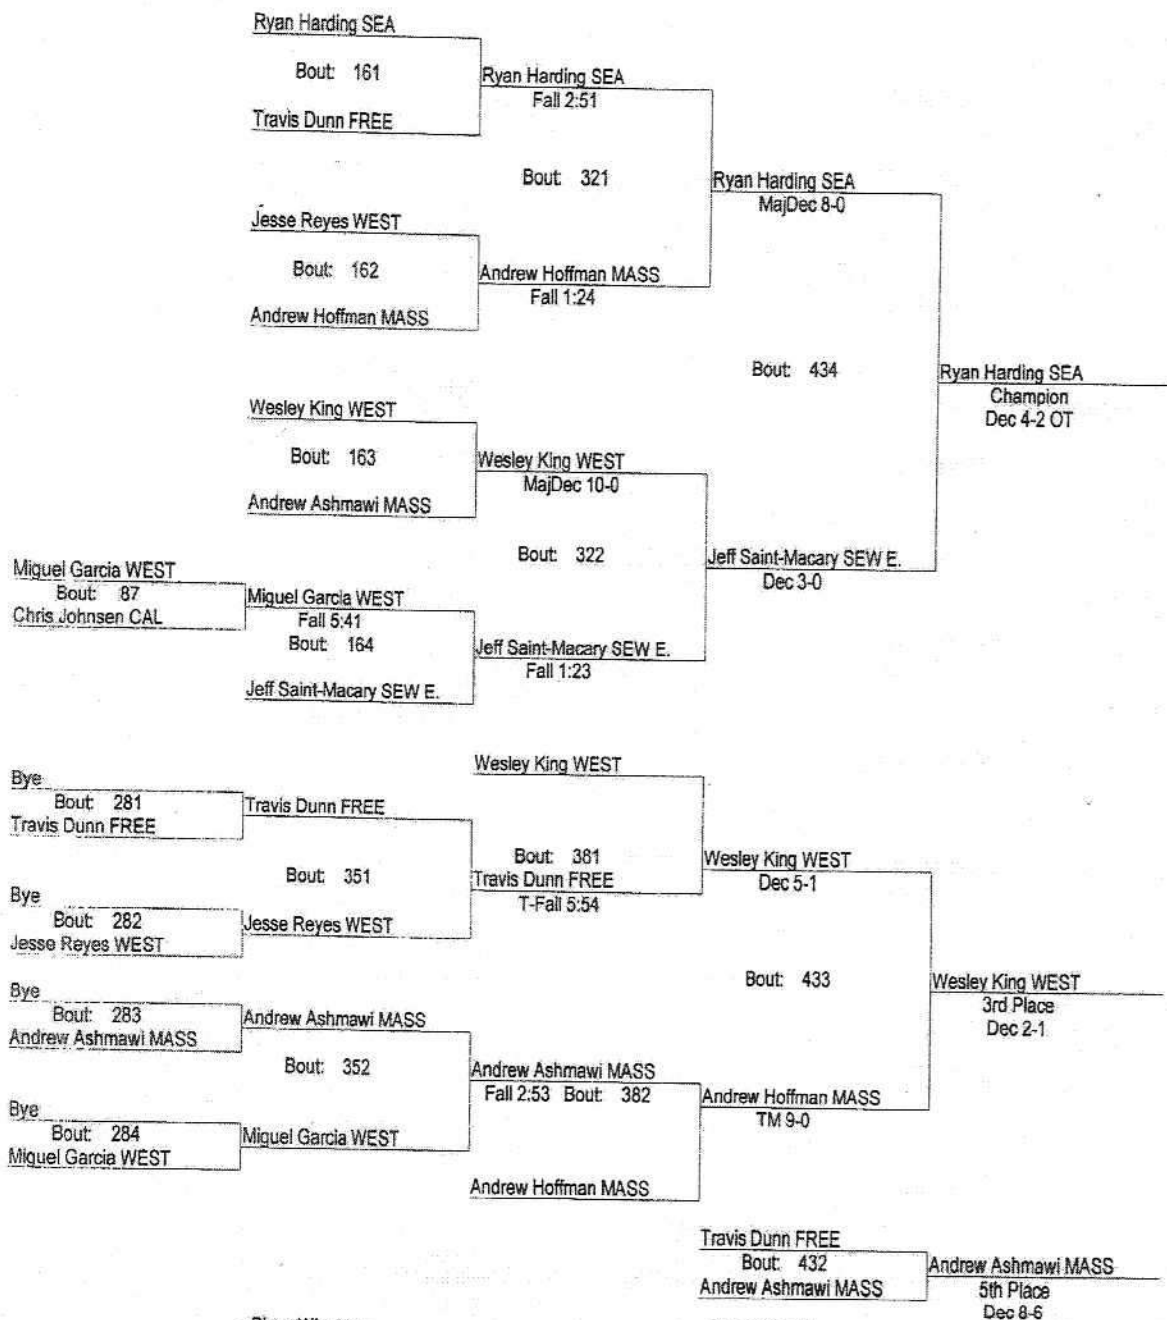 Ryan Harding SEA
Bout: 161
Ryan Harding SEA
Fall 2:51
Travis Dunn FREE
Bout: 321
Ryan Harding SEA
MajDec 8-0
Jesse Reyes WEST
Bout: 162
Andrew Hoffman MASS
Fall 1:24
Andrew Hoffman MASS
Bout: 434
Ryan Harding SEA
Champion
Dec 4-2 OT
Wesley King WEST
Bout: 163
Wesley King WEST
MajDec 10-0
Andrew Ashmawi MASS
Bout: 322
Jeff Saint-Macary SEW E.
Dec 3-0
Miguel Garcia WEST
Bout: 87
Chris Johnsen CAL
Miguel Garcia WEST
Fall 5:41
Bout: 164
Jeff Saint-Macary SEW E.
Fall 1:23
Jeff Saint-Macary SEW E.
Wesley King WEST
Bye
Bout: 281
Travis Dunn FREE
Travis Dunn FREE
Bout: 381
Wesley King WEST
Dec 5-1
Bout: 351
Travis Dunn FREE
T-Fall 5:54
Bye
Bout: 282
Jesse Reyes WEST
Jesse Reyes WEST
Bout: 433
Wesley King WEST
3rd Place
Dec 2-1
Bye
Bout: 283
Andrew Ashmawi MASS
Andrew Ashmawi MASS
Bout: 352
Andrew Ashmawi MASS
Fall 2:53 Bout: 382
Andrew Hoffman MASS
TM 9-0
Bye
Bout: 284
Miguel Garcia WEST
Miguel Garcia WEST
Andrew Hoffman MASS
Travis Dunn FREE
Bout: 432
Andrew Ashmawi MASS
Andrew Ashmawi MASS
5th Place
Dec 8-6